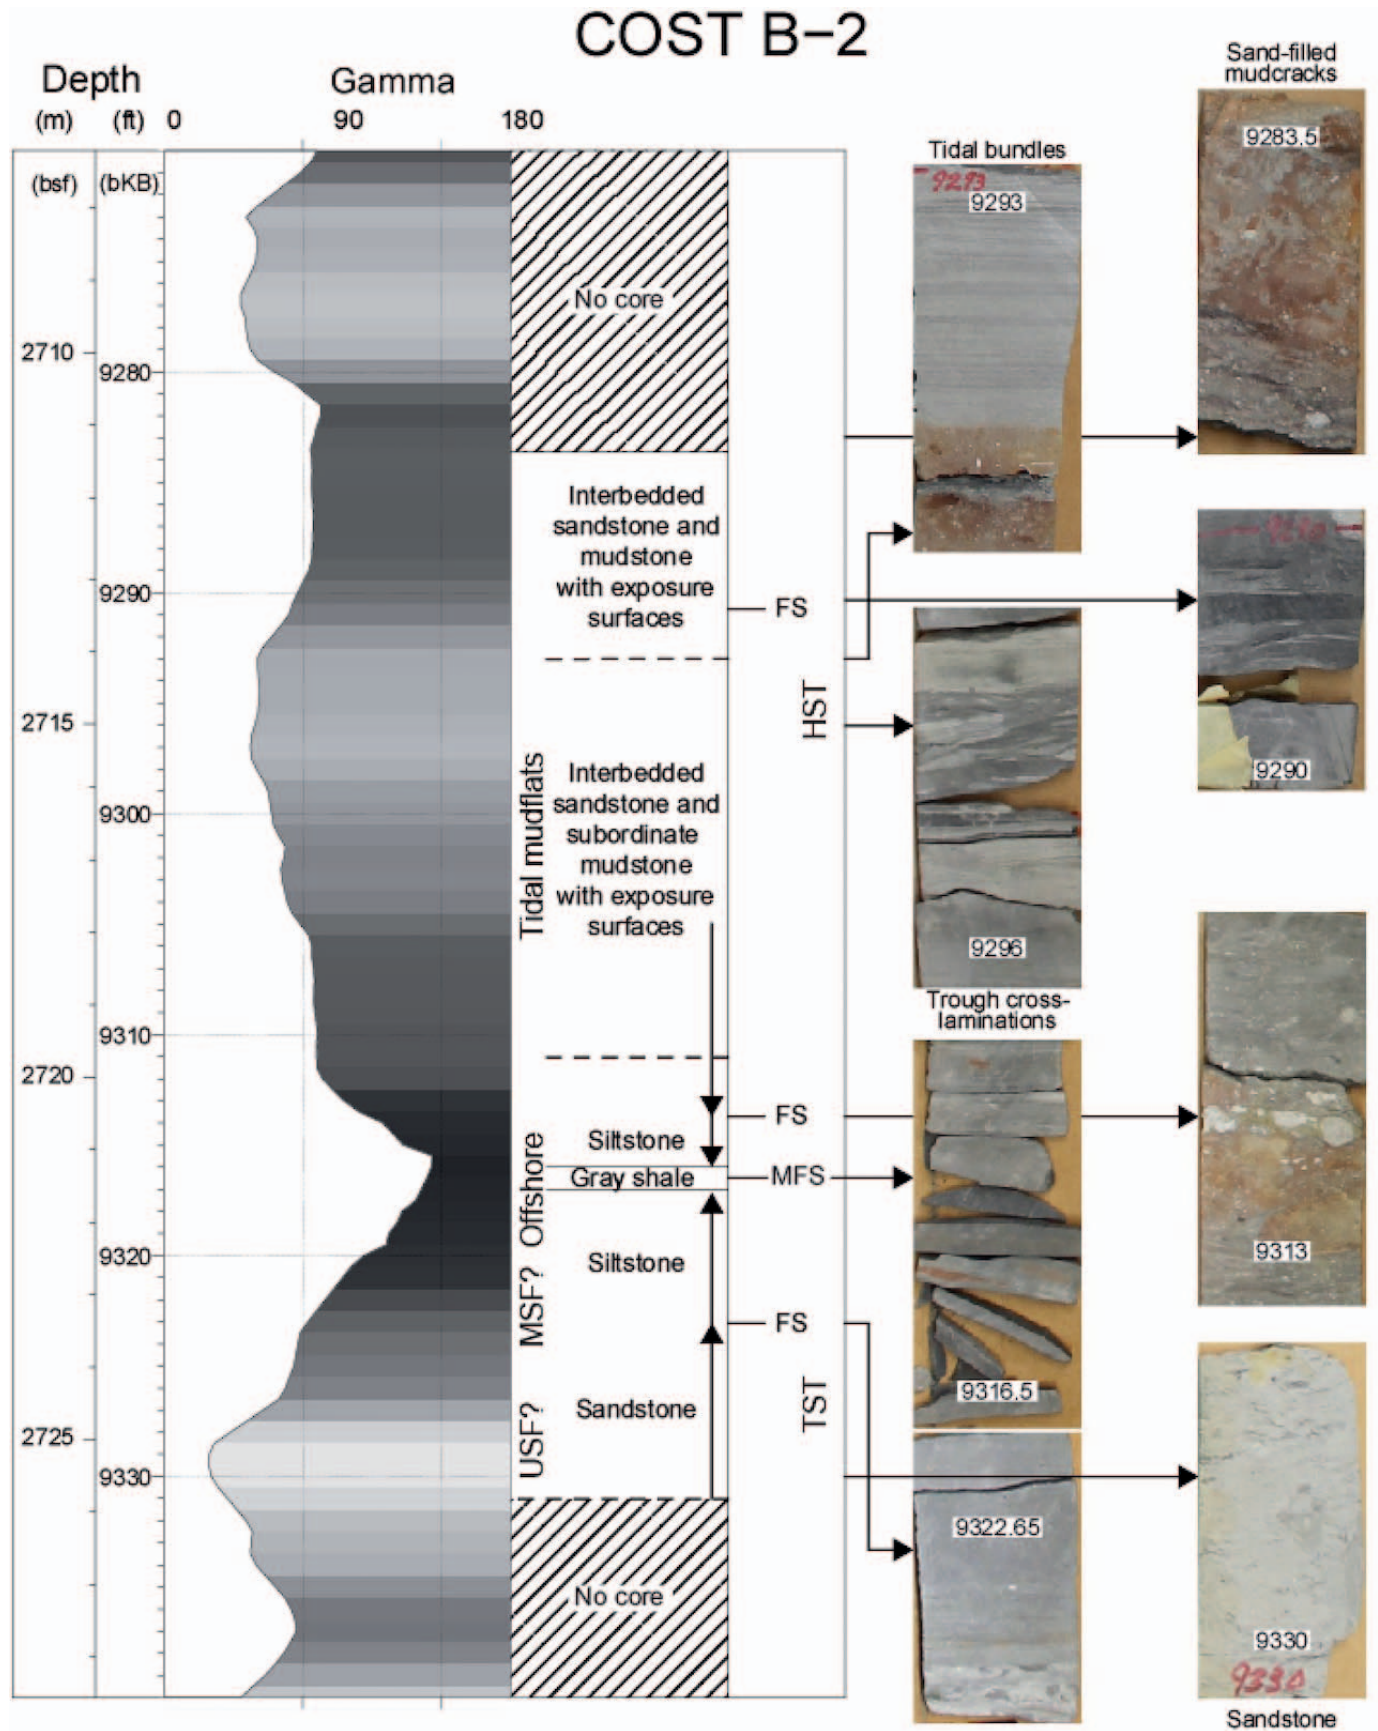 COST B−2
Depth
Gamma
(m)
(ft)
0
90
180
(bsf)
(bKB)
2710
9280
9290
2715
9300
9310
2720
9320
2725
9330
No core
Interbedded
sandstone and
mudstone
with exposure
surfaces
Interbedded
sandstone and
subordinate
mudstone
with exposure
surfaces
Siltstone
Gray shale
Siltstone
Sandstone
No core
Tidal mudflats
Offshore
MSF?
USF?
FS
HST
FS
MFS
FS
TST
Tidal bundles
9293
9293
9296
Trough cross-
laminations
9316.5
9322.65
Sand-filled
mudcracks
9283.5
9290
9290
9313
9330
9330
Sandstone